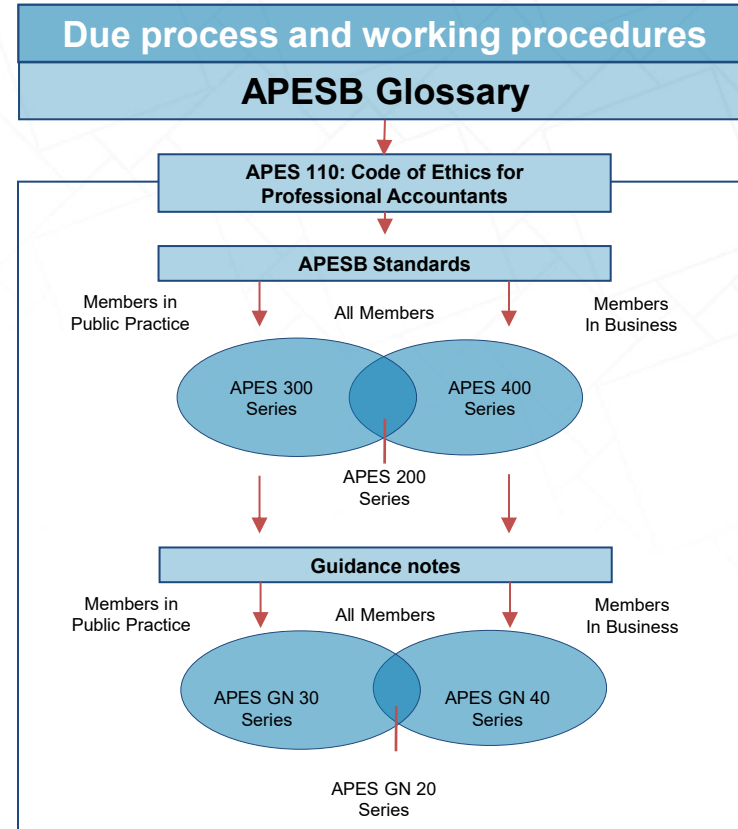 Due process and working procedures
APESB Glossary
APES 110: Code of Ethics for
Professional Accountants
APESB Standards
Members in
Public Practice
All Members
Members
In Business
APES 300
Series
APES 400
Series
APES 200
Series
Guidance notes
Members in
Public Practice
All Members
Members
In Business
APES GN 30
Series
APES GN 40
Series
APES GN 20
Series